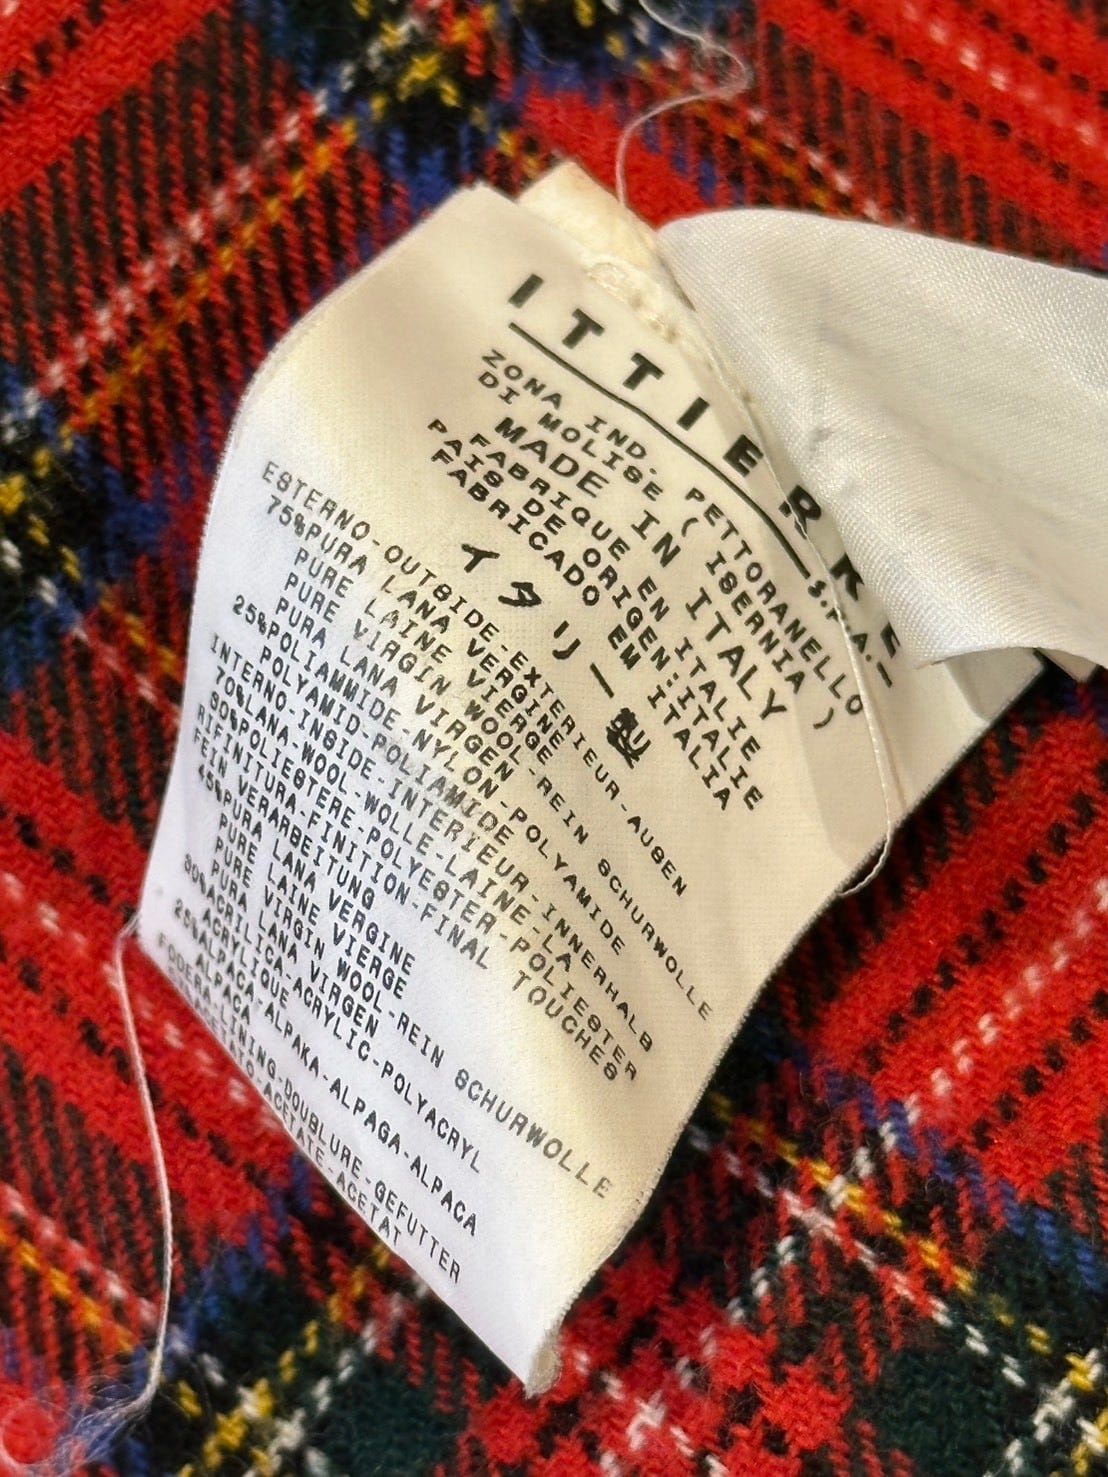 ITTIERRE
S.P.A.
ZONA IND. PETTORANELLO
DI MOLISE ( ISERNIA )
MADE IN ITALY
FABRIQUE EN ITALIE
PAIS DE ORIGEN:ITALIE
FABRICADO EM ITALIA
イタリー製
ESTERNO-OUTSIDE-EXTERIEUR-AUSEN
75%PURA LANA VERGINE
PURE LAINE VIERGE
PURE VIRGIN WOOL-REIN SCHURWOLLE
PURA LANA VIRGEN
25%POLIAMMIDE-NYLON-POLYAMIDE
POLYAMID-POLIAMIDE
INTERNO-INSIDE-INTERIEUR-INNERHALB
70%LANA-WOOL-WOLLE-LAINE-LA
30%POLIESTERE-POLYESTER-POLIESTER
RIFINITURA-FINITION-FINAL TOUCHES
FEIN VERARBEITUNG
45%PURA LANA VERGINE
PURE LAINE VIERGE
PURE VIRGIN WOOL-REIN SCHURWOLLE
PURA LANA VIRGEN
30%ACRILICA-ACRYLIC-POLYACRYL
ACRYLIQUE
25%ALPACA-ALPAKA-ALPAGA-ALPACA
ALPACA
FODERA-LINING-DOUBLURE-GEFUTTER
ACETATO-ACETATE-ACETAT